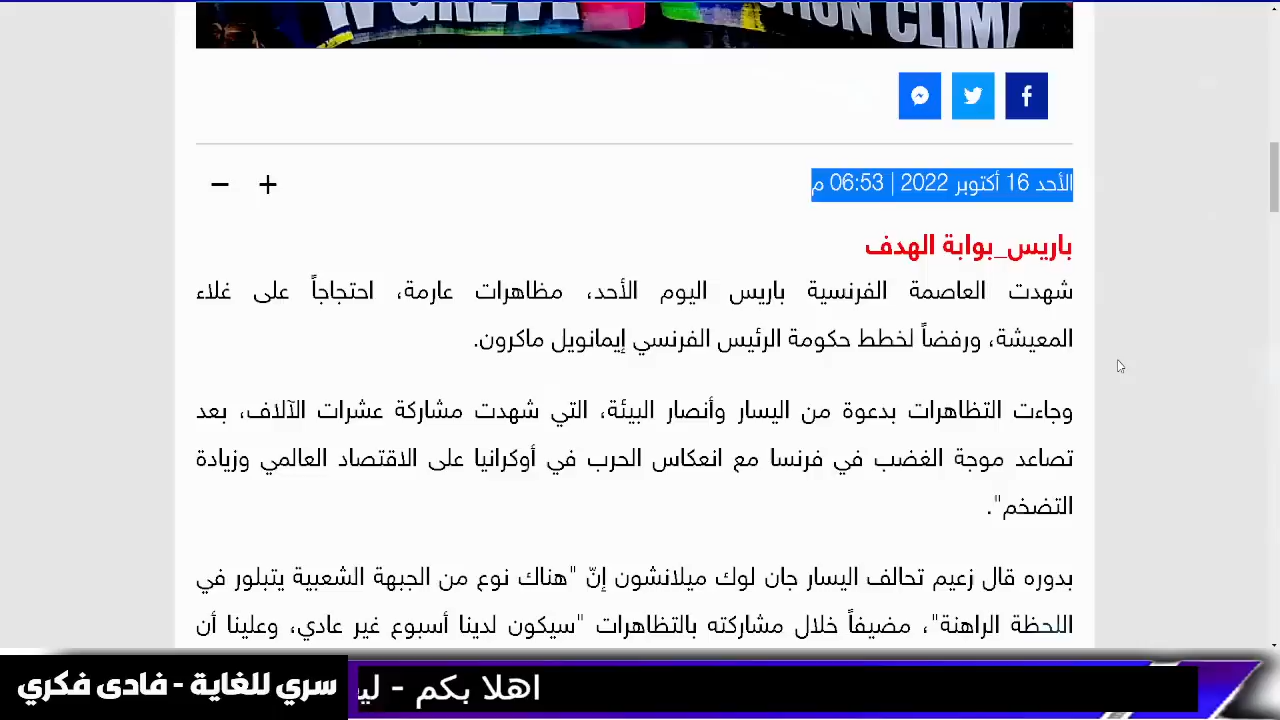 الأحد 16 أكتوبر 2022 | 06:53 م
باريس_بوابة الهدف
شهدت العاصمة الفرنسية باريس اليوم الأحد، مظاهرات عارمة، احتجاجاً على غلاء
المعيشة، ورفضاً لخطط حكومة الرئيس الفرنسي إيمانويل ماكرون.
وجاءت التظاهرات بدعوة من اليسار وأنصار البيئة، التي شهدت مشاركة عشرات الآلاف، بعد
تصاعد موجة الغضب في فرنسا مع انعكاس الحرب في أوكرانيا على الاقتصاد العالمي وزيادة
التضخم".
بدوره قال زعيم تحالف اليسار جان لوك ميلانشون إنّ "هناك نوع من الجبهة الشعبية يتبلور في
اللحظة الراهنة"، مضيفاً خلال مشاركته بالتظاهرات "سيكون لدينا أسبوع غير عادي، وعلينا أن
اهلا بكم -
سري للغاية - فادى فكري